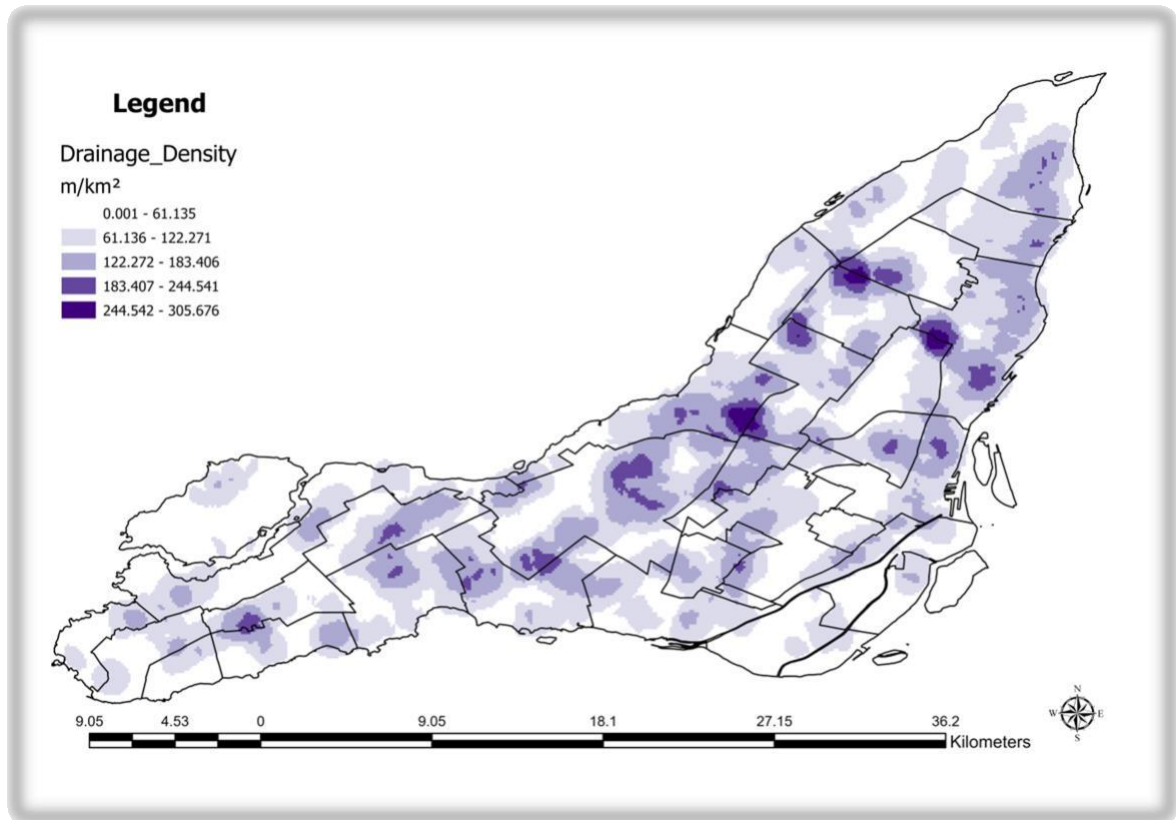 Legend
Drainage_Density
m/km²
0.001 - 61.135
61.136 - 122.271
122.272 - 183.406
183.407 - 244.541
244.542 - 305.676
N
W E
S
9.05 4.53 0 9.05 18.1 27.15 36.2
Kilometers